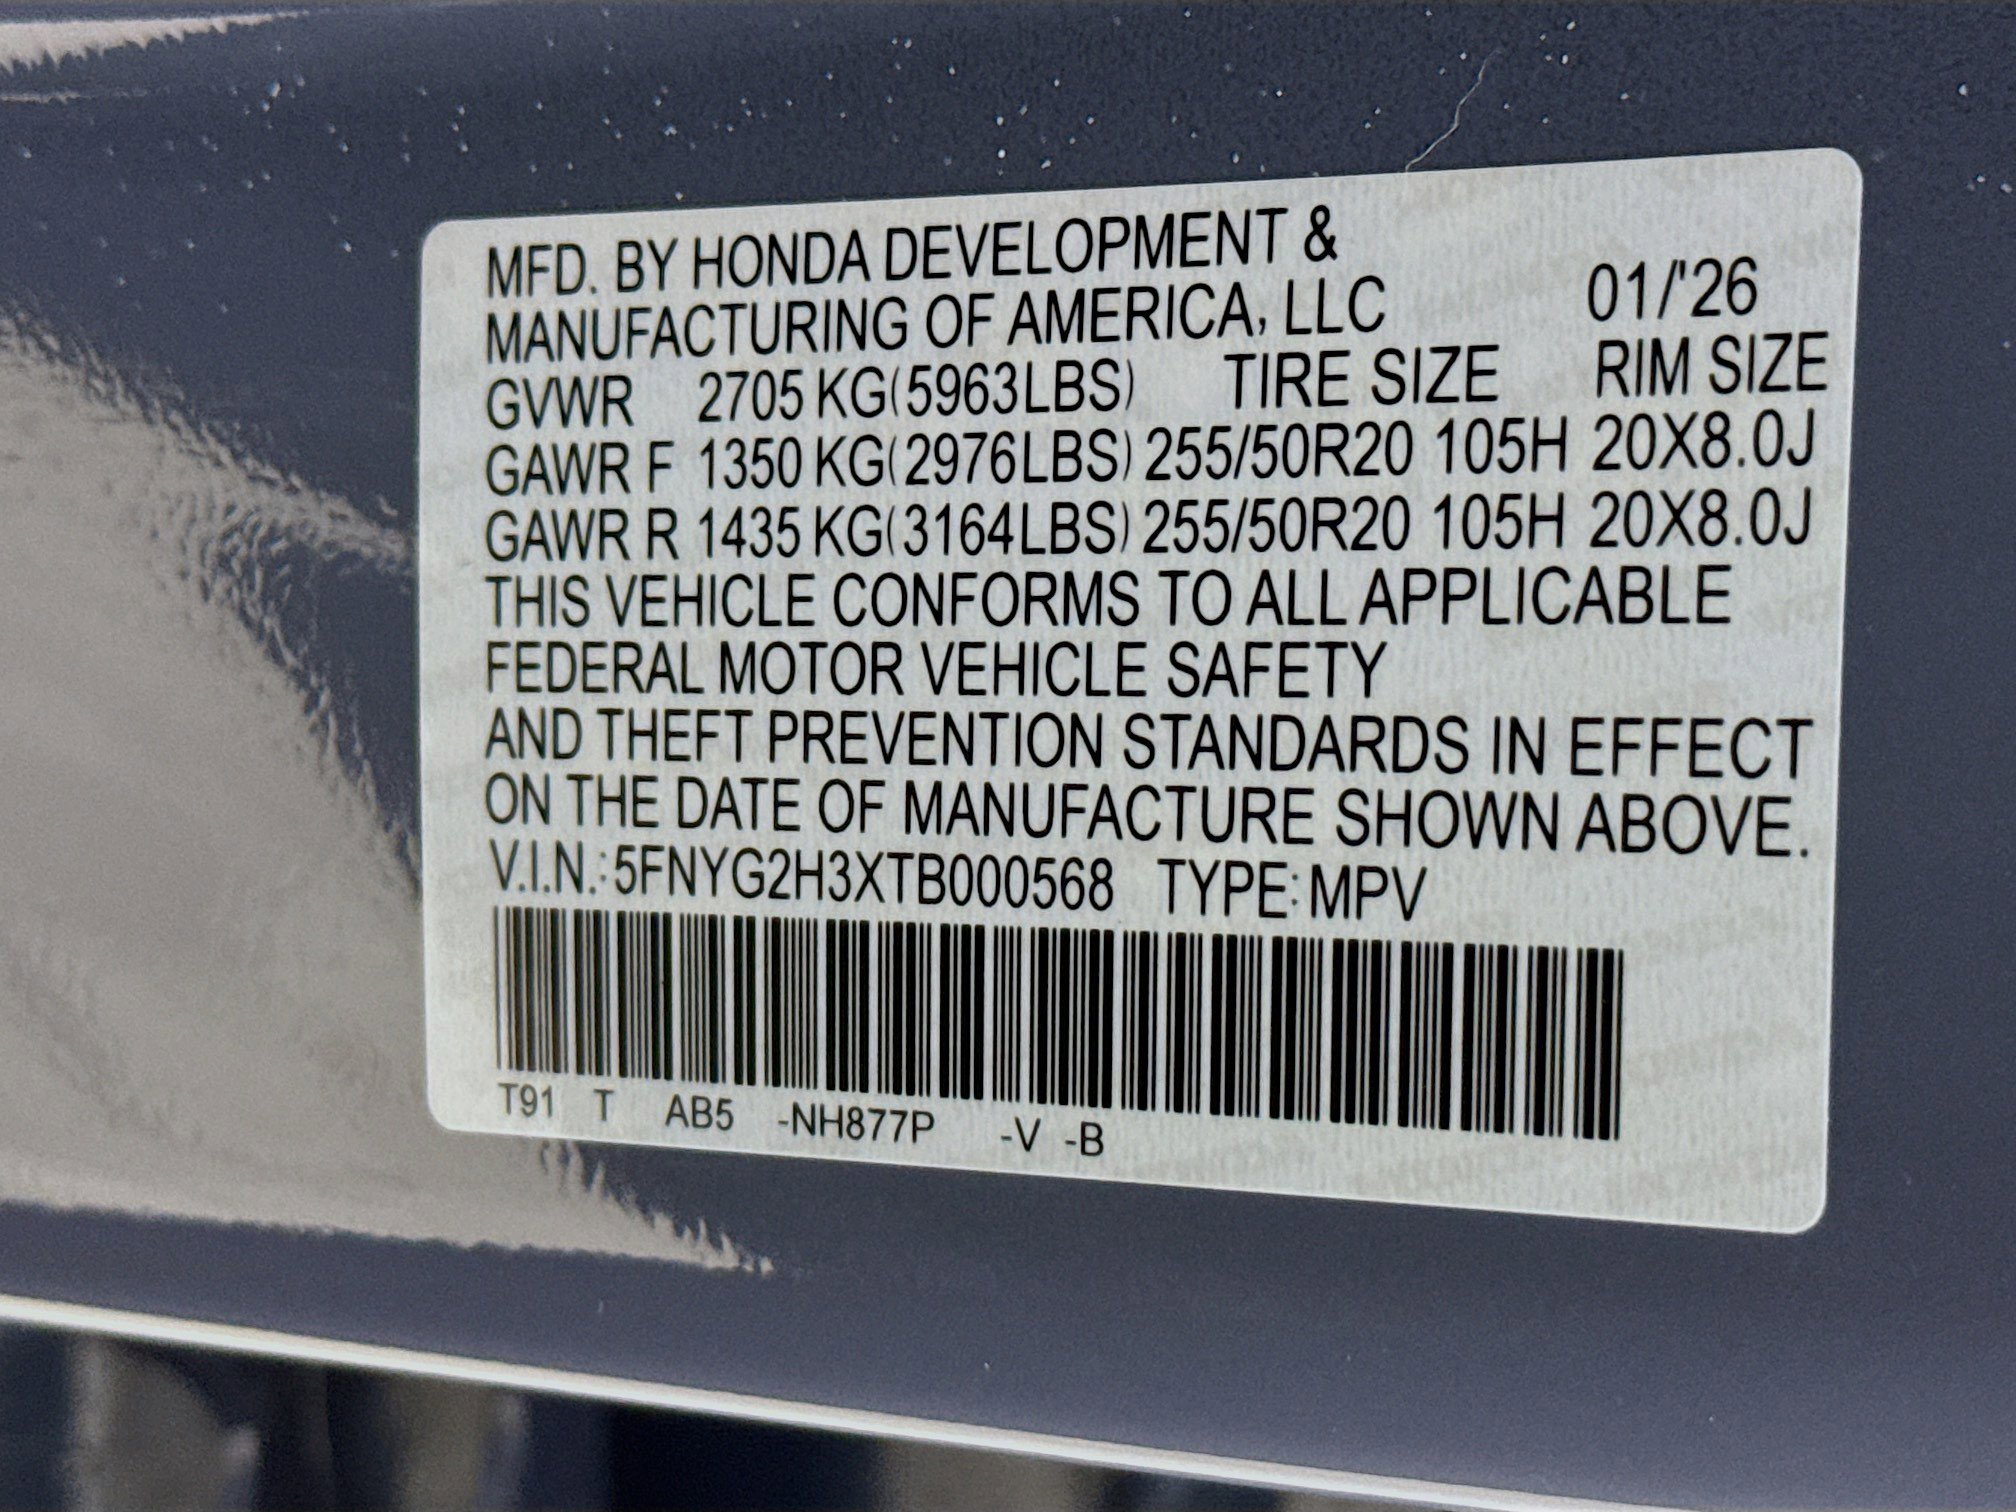 MFD. BY HONDA DEVELOPMENT &
MANUFACTURING OF AMERICA, LLC 01/'26
GVWR 2705 KG(5963LBS) TIRE SIZE RIM SIZE
GAWR F 1350 KG(2976LBS) 255/50R20 105H 20X8.0J
GAWR R 1435 KG(3164LBS) 255/50R20 105H 20X8.0J
THIS VEHICLE CONFORMS TO ALL APPLICABLE
FEDERAL MOTOR VEHICLE SAFETY
AND THEFT PREVENTION STANDARDS IN EFFECT
ON THE DATE OF MANUFACTURE SHOWN ABOVE.
V.I.N.:5FNYG2H3XTB000568 TYPE:MPV
T91 T AB5 -NH877P -V -B